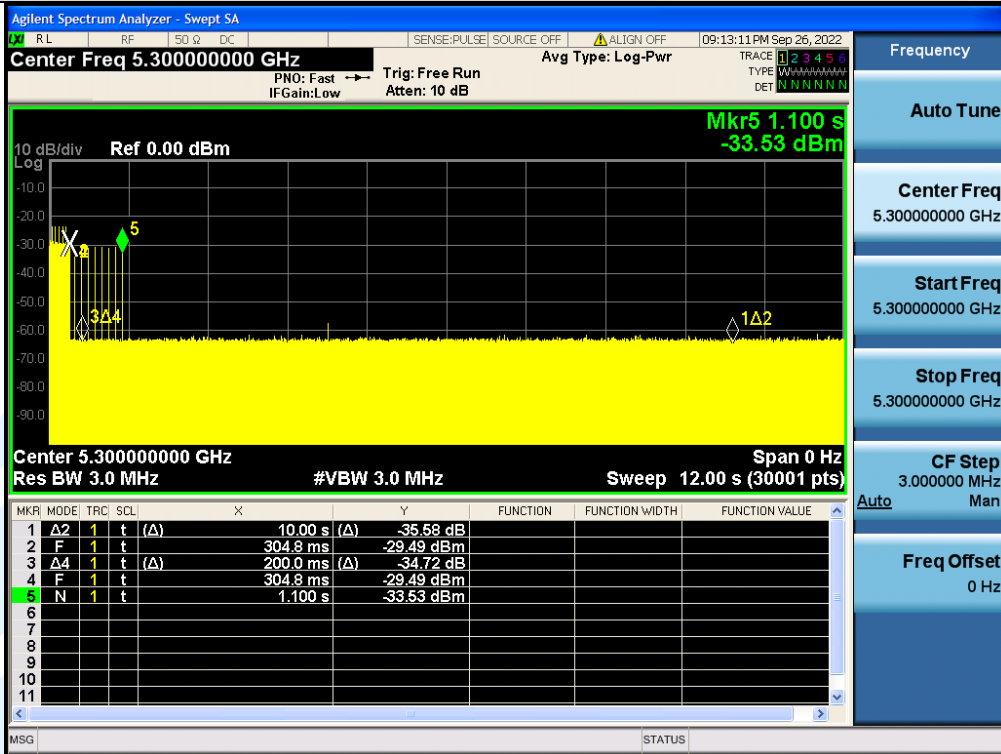 Agilent Spectrum Analyzer - Swept SA
LXI RL RF 50 Ω DC SENSE:PULSE SOURCE OFF ALIGN OFF 09:13:11 PM Sep 26, 2022
Center Freq 5.300000000 GHz
PNO: Fast
IFGain:Low
Trig: Free Run
Atten: 10 dB
Avg Type: Log-Pwr
TRACE 1 2 3 4 5 6
TYPE W
DET N N N N N N
Mkr5 1.100 s
-33.53 dBm
10 dB/div Ref 0.00 dBm
Log
-10.0
-20.0
-30.0
-40.0
-50.0
-60.0
-70.0
-80.0
-90.0
5
3Δ4
1Δ2
Center 5.300000000 GHz Span 0 Hz
Res BW 3.0 MHz #VBW 3.0 MHz Sweep 12.00 s (30001 pts)
MKR MODE TRC SCL X Y FUNCTION FUNCTION WIDTH FUNCTION VALUE
1 Δ2 1 t (Δ) 10.00 s (Δ) -35.58 dB
2 F 1 t 304.8 ms -29.49 dBm
3 Δ4 1 t (Δ) 200.0 ms (Δ) -34.72 dB
4 F 1 t 304.8 ms -29.49 dBm
5 N 1 t 1.100 s -33.53 dBm
6
7
8
9
10
11
MSG STATUS
Frequency
Auto Tune
Center Freq
5.300000000 GHz
Start Freq
5.300000000 GHz
Stop Freq
5.300000000 GHz
CF Step
3.000000 MHz
Auto Man
Freq Offset
0 Hz